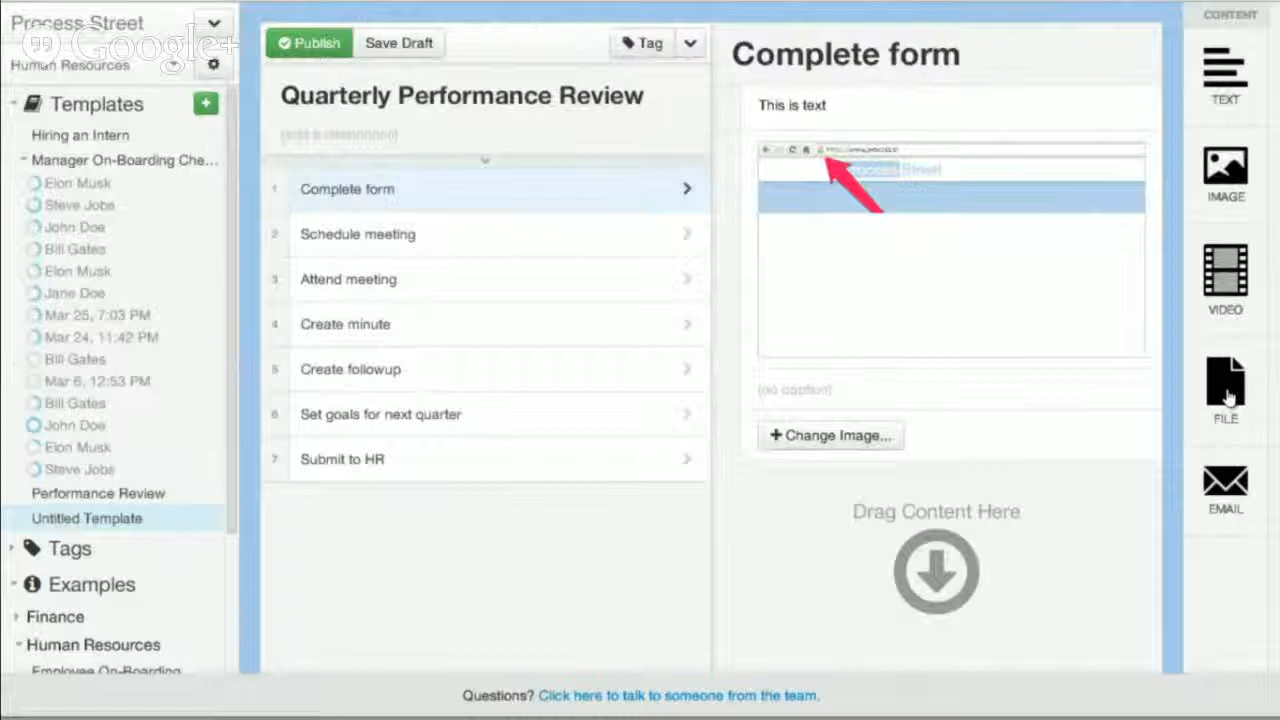 Process Street
Google+
Human Resources
Templates
Hiring an Intern
Manager On-Boarding Che...
Elon Musk
Steve Jobs
John Doe
Bill Gates
Elon Musk
Jane Doe
Mar 25, 7:03 PM
Mar 24, 11:42 PM
Bill Gates
Mar 6, 12:53 PM
Bill Gates
John Doe
Elon Musk
Steve Jobs
Performance Review
Untitled Template
Tags
Examples
Finance
Human Resources
Employee On-Boarding
Publish
Save Draft
Tag
Quarterly Performance Review
1 Complete form
2 Schedule meeting
3 Attend meeting
4 Create minute
5 Create followup
6 Set goals for next quarter
7 Submit to HR
Complete form
This is text
Street
(no caption)
+ Change Image...
Drag Content Here
CONTENT
TEXT
IMAGE
VIDEO
FILE
EMAIL
Questions? Click here to talk to someone from the team.